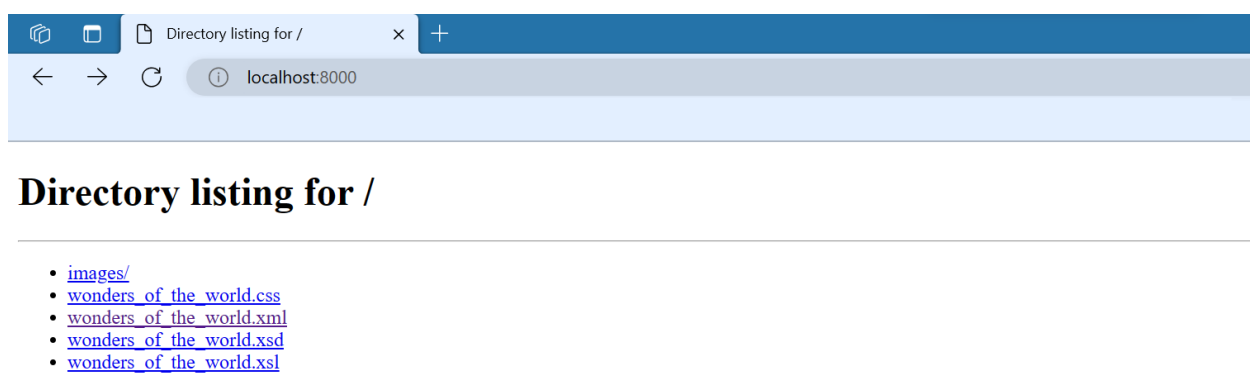 Directory listing for /
localhost:8000
Directory listing for /
images/
wonders_of_the_world.css
wonders_of_the_world.xml
wonders_of_the_world.xsd
wonders_of_the_world.xsl